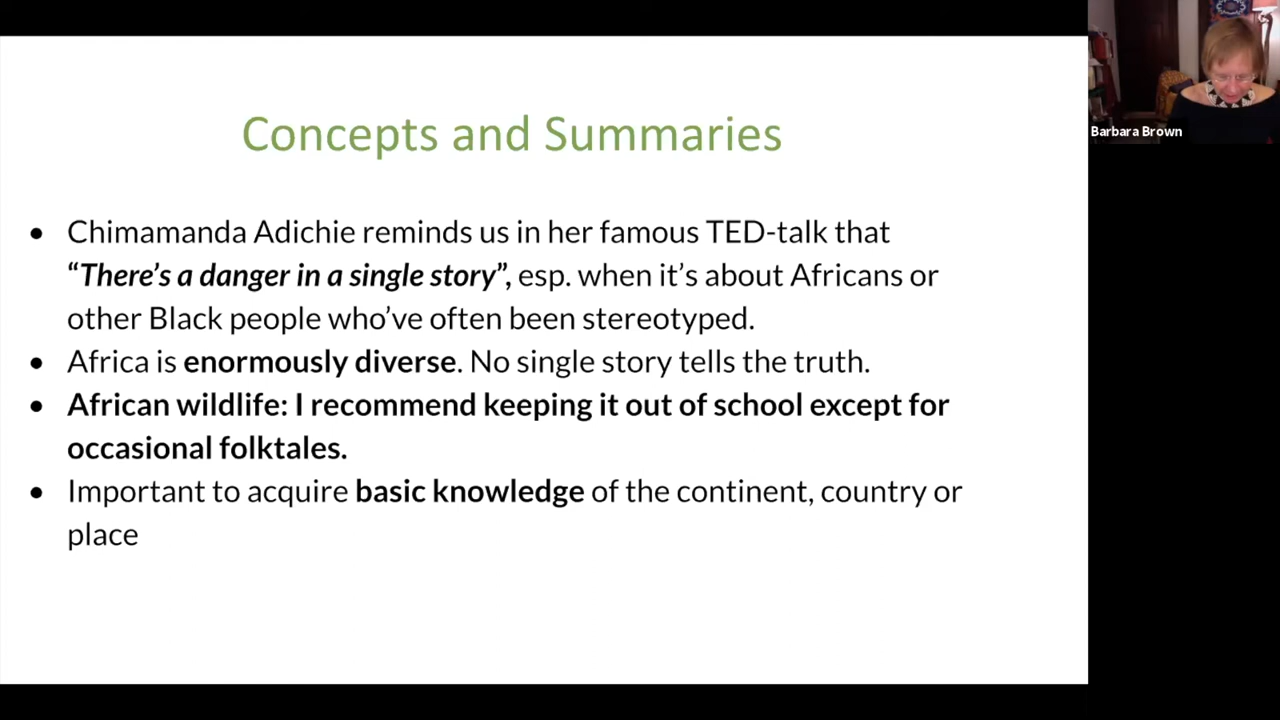 Concepts and Summaries
• Chimamanda Adichie reminds us in her famous TED-talk that
“There’s a danger in a single story”, esp. when it’s about Africans or
other Black people who’ve often been stereotyped.
• Africa is enormously diverse. No single story tells the truth.
• African wildlife: I recommend keeping it out of school except for
occasional folktales.
• Important to acquire basic knowledge of the continent, country or
place
Barbara Brown